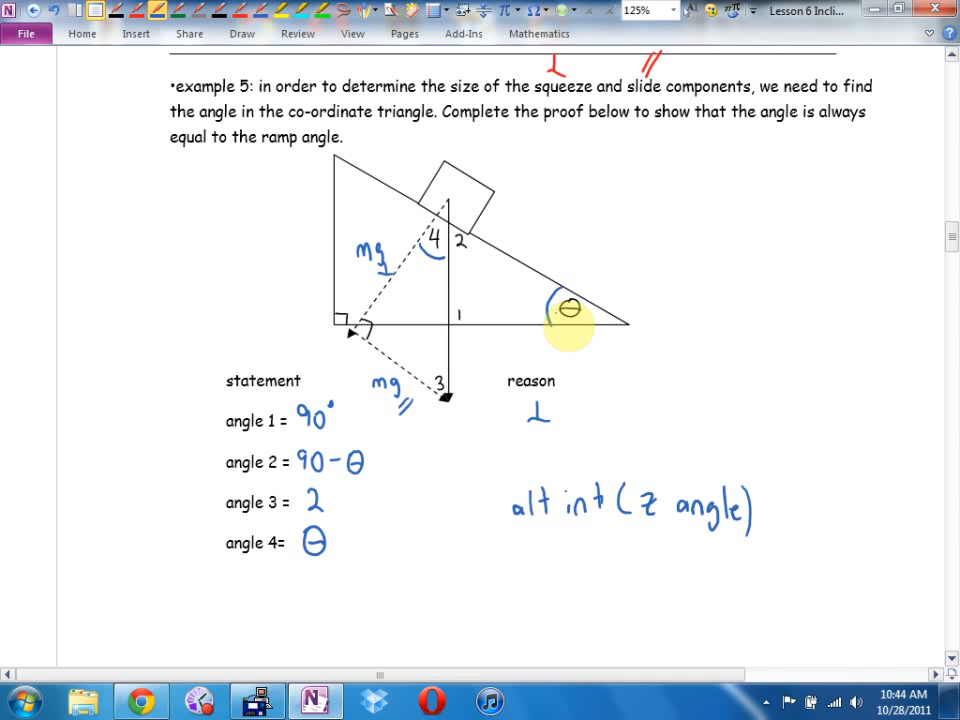 125%
Lesson 6 Incli...
File Home Insert Share Draw Review View Pages Add-Ins Mathematics
⊥ //
•example 5: in order to determine the size of the squeeze and slide components, we need to find
the angle in the co-ordinate triangle. Complete the proof below to show that the angle is always
equal to the ramp angle.
4 2
mg⊥
θ
1
statement mg// 3 reason
angle 1 = 90° ⊥
angle 2 = 90 - θ
angle 3 = 2 alt int (z angle)
angle 4= θ
10:44 AM
10/28/2011